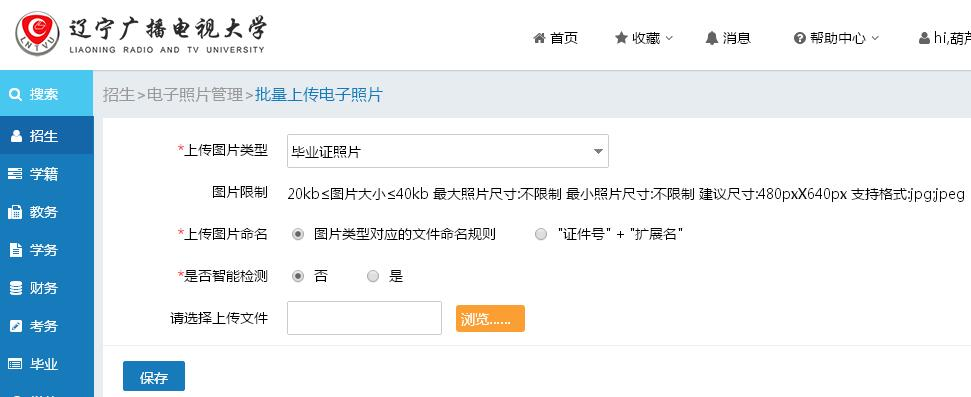 辽宁广播电视大学
LIAONING RADIO AND TV UNIVERSITY
LNTVU
首页 收藏 消息 帮助中心 hi,葫芦
搜索
招生>电子照片管理>批量上传电子照片
招生
学籍
教务
学务
财务
考务
毕业
*上传图片类型 毕业证照片
图片限制 20kb≤图片大小≤40kb 最大照片尺寸:不限制 最小照片尺寸:不限制 建议尺寸:480pxX640px 支持格式:jpg;jpeg
*上传图片命名 图片类型对应的文件命名规则 "证件号" + "扩展名"
*是否智能检测 否 是
请选择上传文件 浏览......
保存